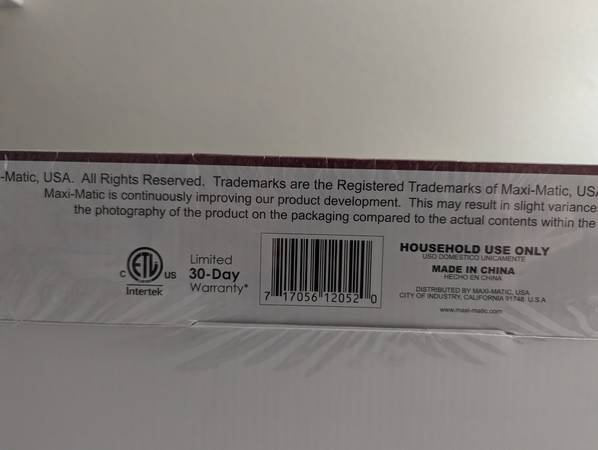 -Matic, USA. All Rights Reserved. Trademarks are the Registered Trademarks of Maxi-Matic, USA
Maxi-Matic is continuously improving our product development. This may result in slight variances
the photography of the product on the packaging compared to the actual contents within the
c ETL us
Intertek
Limited
30-Day
Warranty*
7 17056 12052 0
HOUSEHOLD USE ONLY
USO DOMESTICO UNICAMENTE
MADE IN CHINA
HECHO EN CHINA
DISTRIBUTED BY MAXI-MATIC, USA
CITY OF INDUSTRY, CALIFORNIA 91748 U.S.A
www.maxi-matic.com